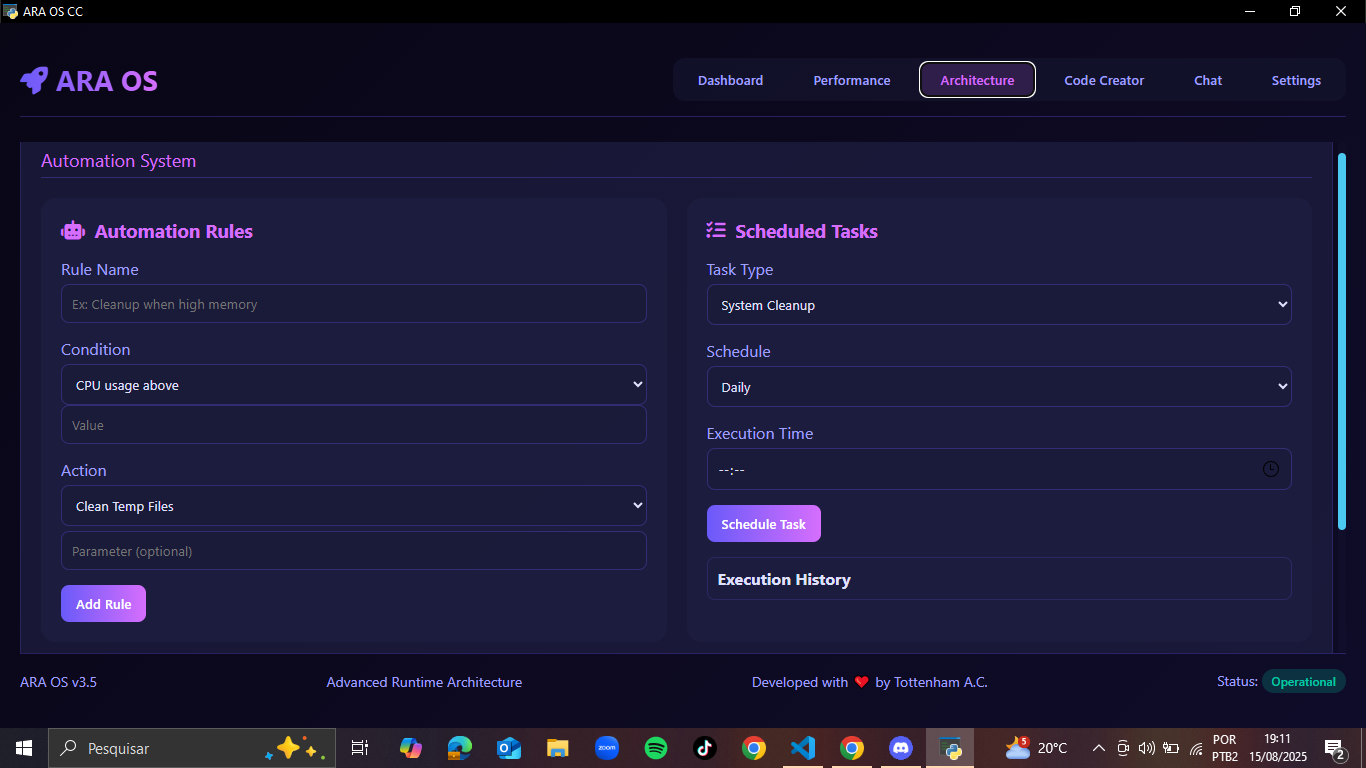 ARA OS CC
ARA OS
Dashboard
Performance
Architecture
Code Creator
Chat
Settings
Automation System
Automation Rules
Rule Name
Ex: Cleanup when high memory
Condition
CPU usage above
Value
Action
Clean Temp Files
Parameter (optional)
Add Rule
Scheduled Tasks
Task Type
System Cleanup
Schedule
Daily
Execution Time
--:--
Schedule Task
Execution History
ARA OS v3.5
Advanced Runtime Architecture
Developed with ❤ by Tottenham A.C.
Status: Operational
Pesquisar
zoom
5
20°C
POR
PTB2
19:11
15/08/2025
2